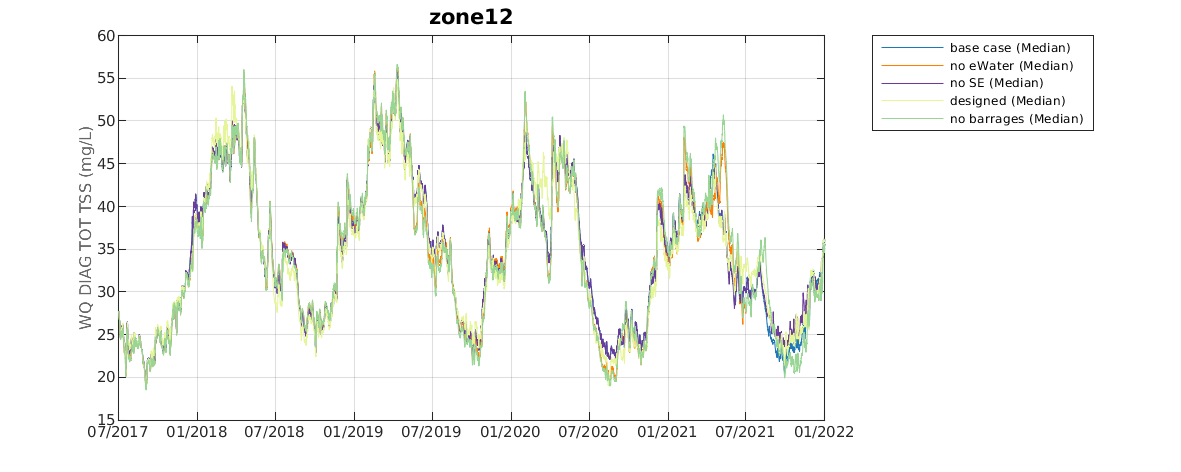 zone12
WQ DIAG TOT TSS (mg/L)
60
55
50
45
40
35
30
25
20
15
07/2017 01/2018 07/2018 01/2019 07/2019 01/2020 07/2020 01/2021 07/2021 01/2022
base case (Median)
no eWater (Median)
no SE (Median)
designed (Median)
no barrages (Median)